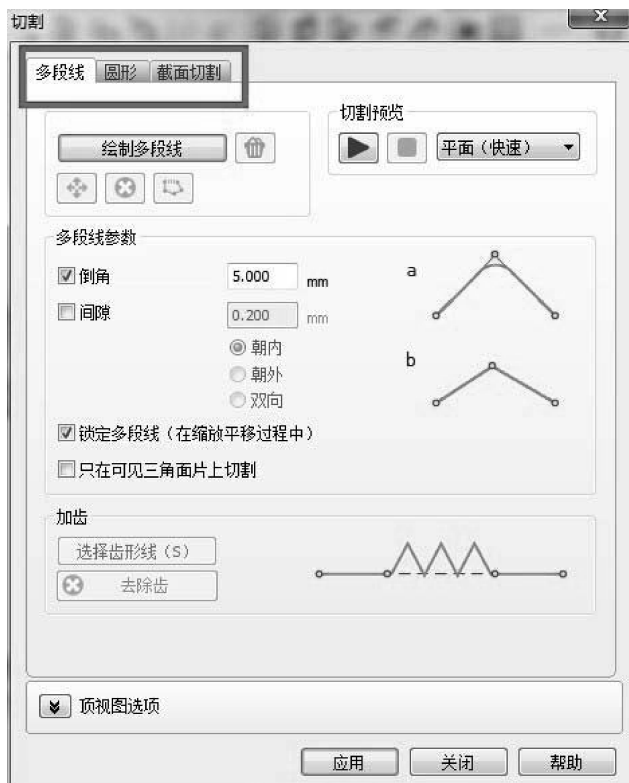 切割
多段线 圆形 截面切割
切割预览
绘制多段线 平面（快速）
多段线参数
倒角 5.000 mm a
间隙 0.200 mm
朝内
朝外 b
双向
锁定多段线（在缩放平移过程中）
只在可见三角面片上切割
加齿
选择齿形线（S）
去除齿
顶视图选项
应用 关闭 帮助